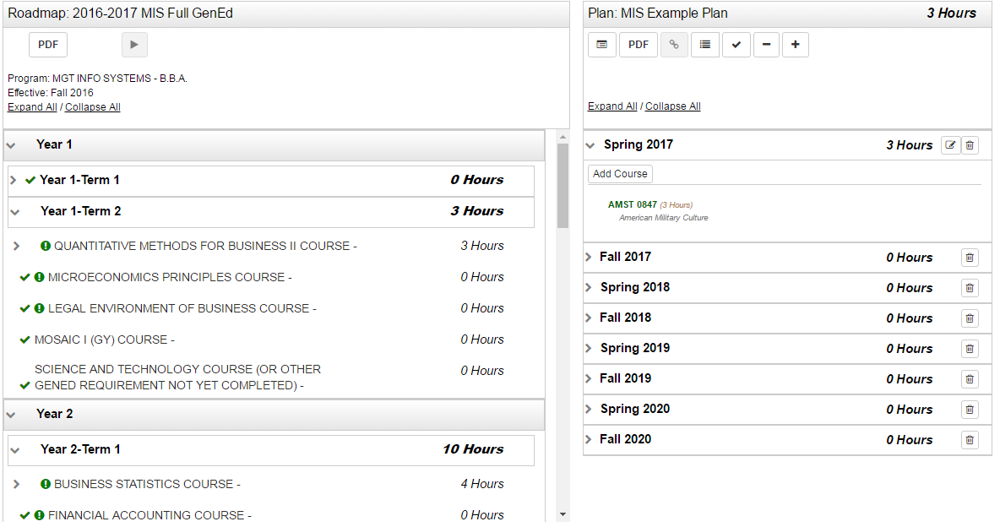 Roadmap: 2016-2017 MIS Full GenEd
PDF
Program: MGT INFO SYSTEMS - B.B.A.
Effective: Fall 2016
Expand All / Collapse All
Year 1
Year 1-Term 1 0 Hours
Year 1-Term 2 3 Hours
QUANTITATIVE METHODS FOR BUSINESS II COURSE - 3 Hours
MICROECONOMICS PRINCIPLES COURSE - 0 Hours
LEGAL ENVIRONMENT OF BUSINESS COURSE - 0 Hours
MOSAIC I (GY) COURSE - 0 Hours
SCIENCE AND TECHNOLOGY COURSE (OR OTHER 0 Hours
GENED REQUIREMENT NOT YET COMPLETED) -
Year 2
Year 2-Term 1 10 Hours
BUSINESS STATISTICS COURSE - 4 Hours
FINANCIAL ACCOUNTING COURSE - 0 Hours
Plan: MIS Example Plan 3 Hours
PDF
Expand All / Collapse All
Spring 2017 3 Hours
Add Course
AMST 0847 (3 Hours)
American Military Culture
Fall 2017 0 Hours
Spring 2018 0 Hours
Fall 2018 0 Hours
Spring 2019 0 Hours
Fall 2019 0 Hours
Spring 2020 0 Hours
Fall 2020 0 Hours